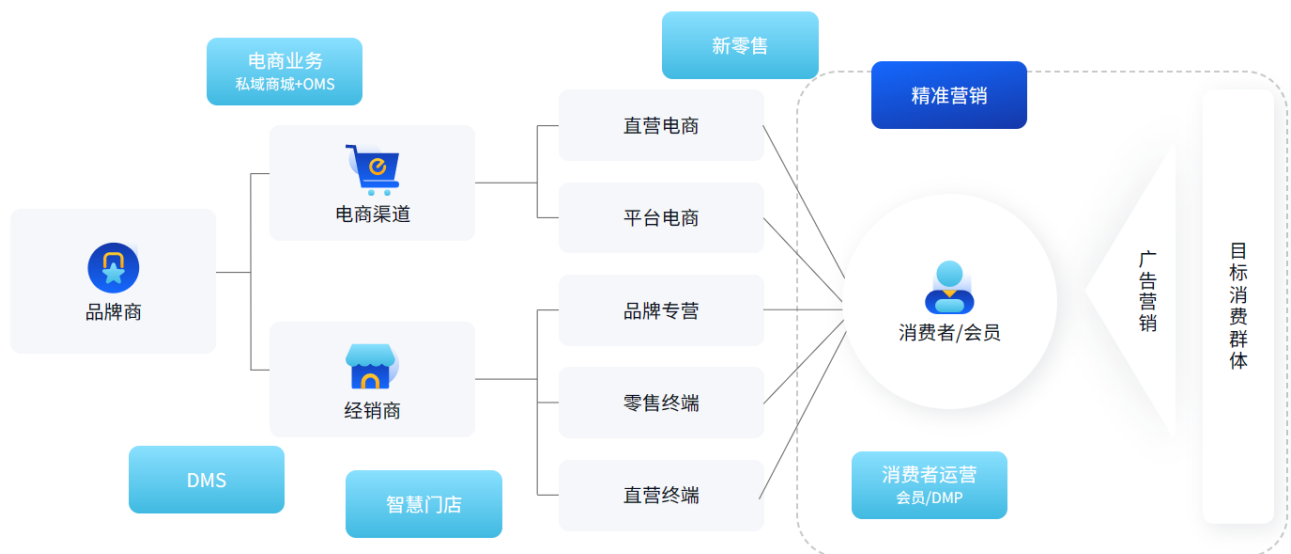 电商业务
私域商城+OMS
新零售
精准营销
直营电商
电商渠道
平台电商
品牌商
品牌专营
消费者/会员
广告营销
目标消费群体
经销商
零售终端
DMS
智慧门店
直营终端
消费者运营
会员/DMP